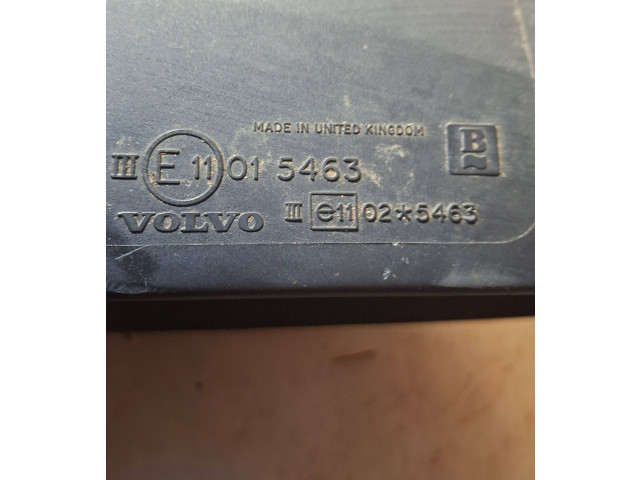 MADE IN UNITED KINGDOM
B
III E 11 01 5463
VOLVO
III e11 02*5463